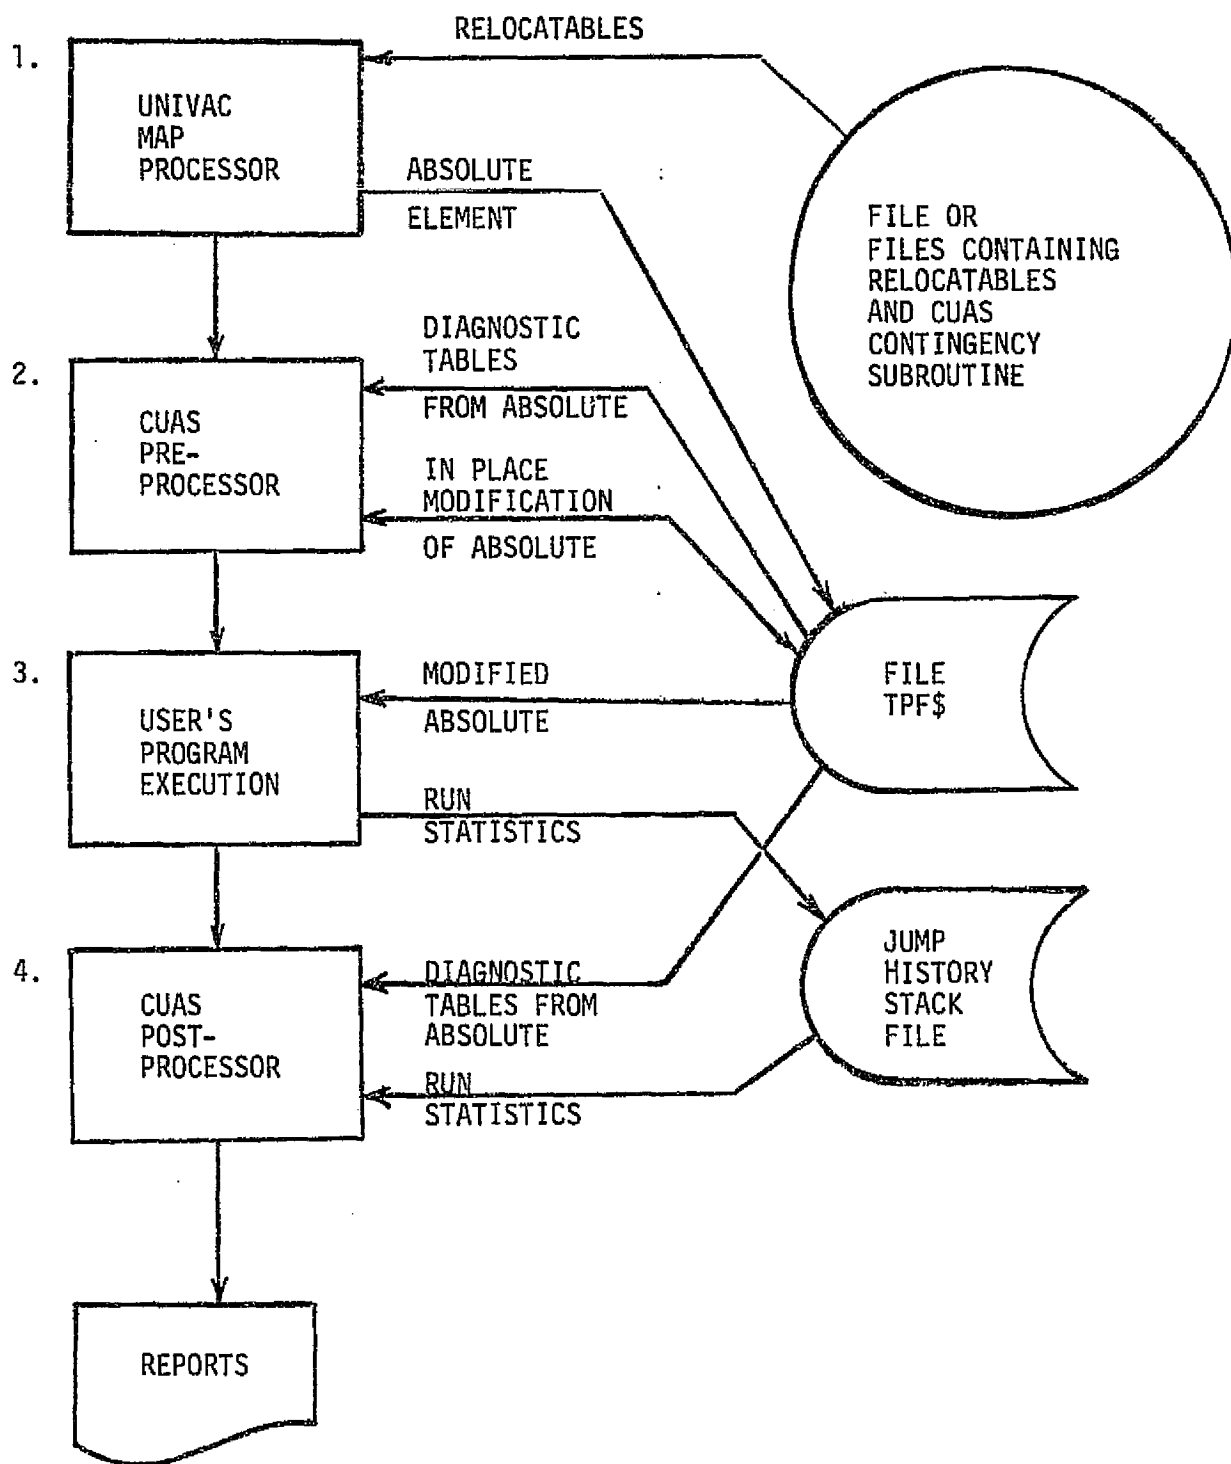 RELOCATABLES
1.
UNIVAC
MAP
PROCESSOR
ABSOLUTE
ELEMENT
FILE OR
FILES CONTAINING
RELOCATABLES
AND CUAS
CONTINGENCY
SUBROUTINE
2.
CUAS
PRE-
PROCESSOR
DIAGNOSTIC
TABLES
FROM ABSOLUTE
IN PLACE
MODIFICATION
OF ABSOLUTE
3.
USER'S
PROGRAM
EXECUTION
MODIFIED
ABSOLUTE
FILE
TPF$
RUN
STATISTICS
4.
CUAS
POST-
PROCESSOR
DIAGNOSTIC
TABLES FROM
ABSOLUTE
JUMP
HISTORY
STACK
FILE
RUN
STATISTICS
REPORTS